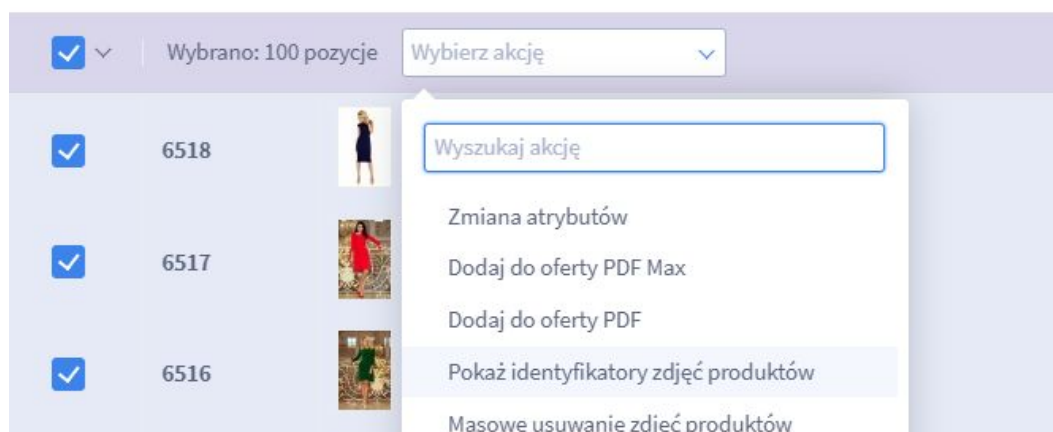 Wybrano: 100 pozycje
Wybierz akcję
Wyszukaj akcję
6518
Zmiana atrybutów
6517
Dodaj do oferty PDF Max
Dodaj do oferty PDF
6516
Pokaż identyfikatory zdjęć produktów
Masowe usuwanie zdjęć produktów